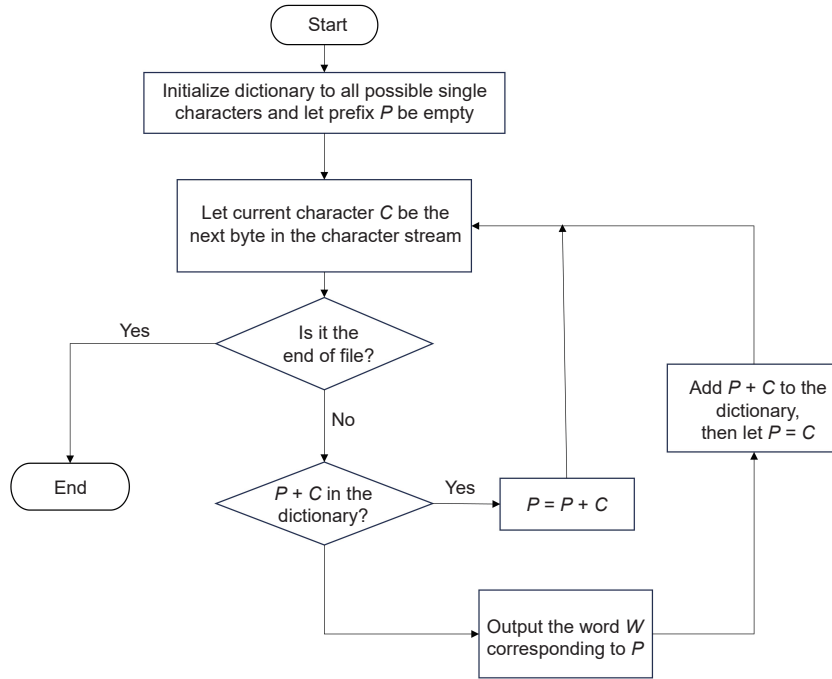 Start
Initialize dictionary to all possible single
characters and let prefix P be empty
Let current character C be the
next byte in the character stream
Yes
Is it the
end of file?
No
End
P + C in the
dictionary?
Yes
P = P + C
Add P + C to the
dictionary,
then let P = C
Output the word W
corresponding to P